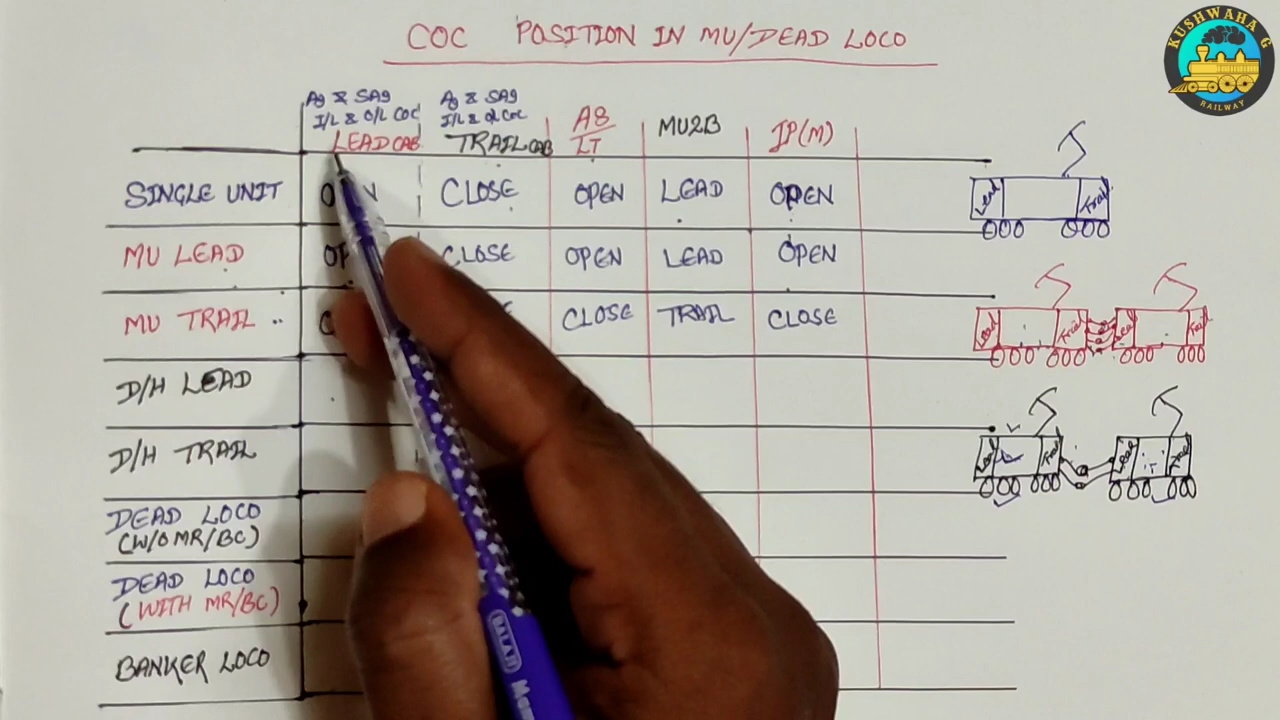 COC POSITION IN MU/DEAD LOCO
KUSHWAHA G
RAILWAY
A9 & SA9
I/L & O/L COC
LEAD CAB
A9 & SA9
I/L & O/L COC
TRAIL CAB
A8
LT
MU2B
IP(M)
SINGLE UNIT CLOSE OPEN LEAD OPEN
MU LEAD CLOSE OPEN LEAD OPEN
MU TRAIL .. CLOSE TRAIL CLOSE
D/H LEAD
D/H TRAIL
DEAD LOCO
(W/O MR/BC)
DEAD LOCO
(WITH MR/BC)
BANKER LOCO
Lead Trail
Lead Trail Lead Trail
Lead Trail Lead Trail
BALAJI